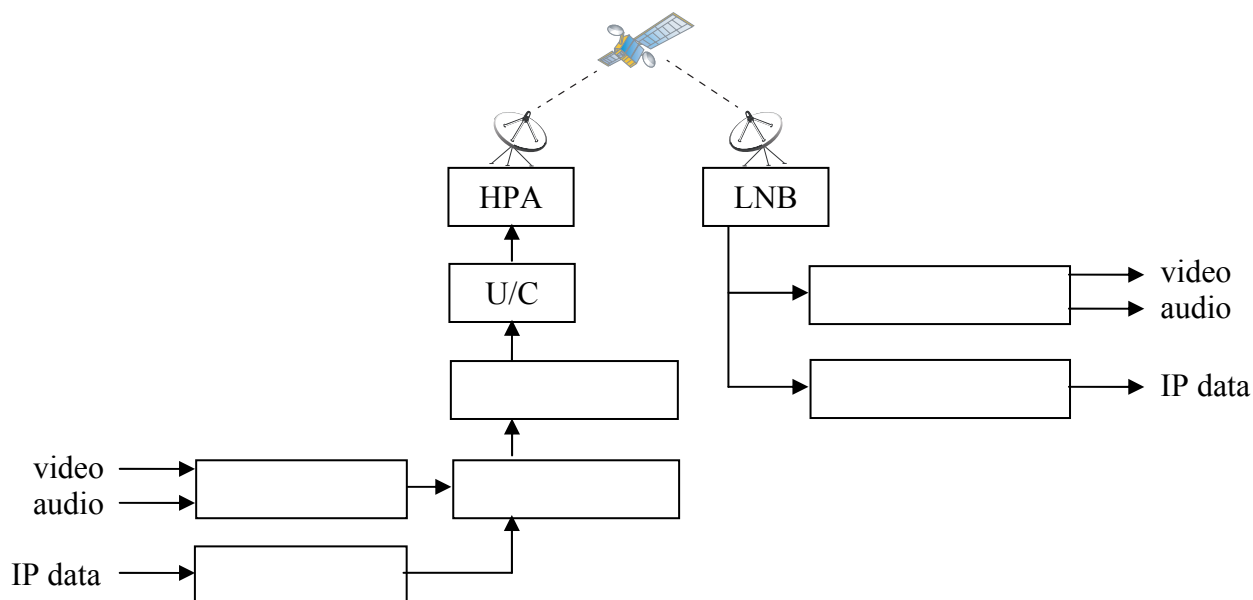 HPA
LNB
U/C
video
audio
IP data
video
audio
IP data